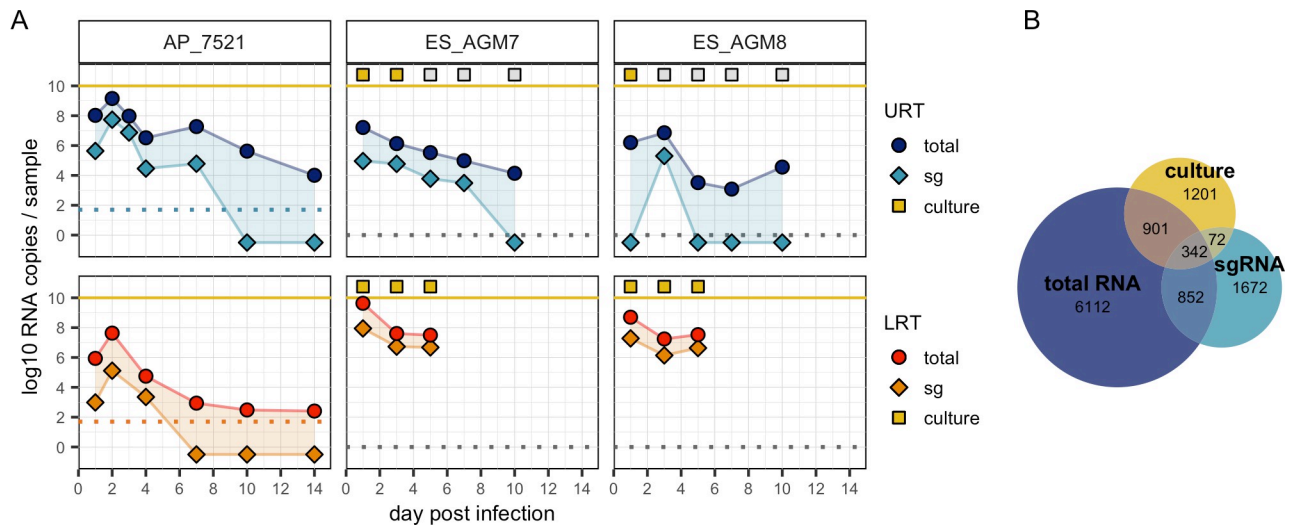 A
B
AP_7521
ES_AGM7
ES_AGM8
10
8
6
4
2
0
10
8
6
4
2
0
log10 RNA copies / sample
0 2 4 6 8 10 12 14
0 2 4 6 8 10 12 14
0 2 4 6 8 10 12 14
day post infection
URT
total
sg
culture
LRT
total
sg
culture
culture
1201
901
72
342
sgRNA
total RNA
1672
6112
852